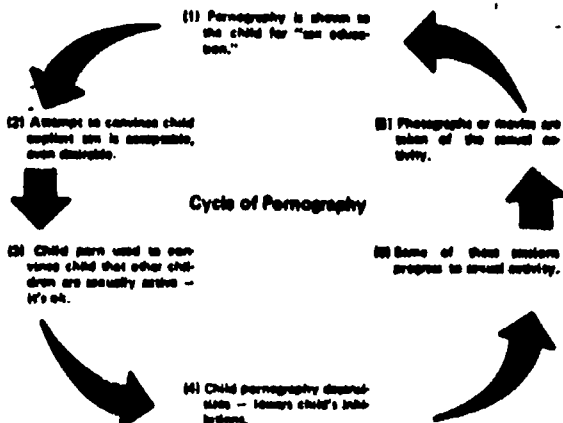 (1) Pornography is shown to
the child for "sex educa-
tion."
(2) Attempt to convince child
explicit sex is acceptable,
even desirable.
Photographs or movies are
taken of the sexual ac-
tivity.
Cycle of Pornography
(3) Child porn used to con-
vince child that other chil-
dren are sexually active –
it's ok.
Some of these sessions
progress to sexual activity.
(4) Child pornography desensi-
tizes – lowers child's inhi-
bitions.